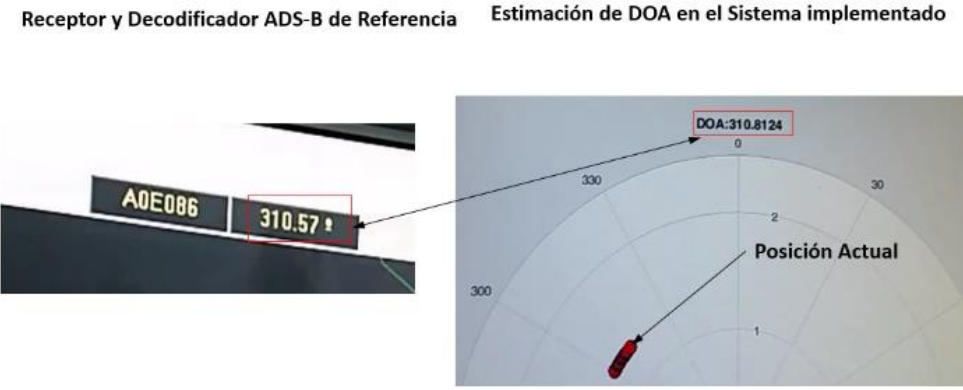 Receptor y Decodificador ADS-B de Referencia
Estimación de DOA en el Sistema implementado
A0E086
310.57 º
DOA:310.8124
0
330
30
2
Posición Actual
300
1